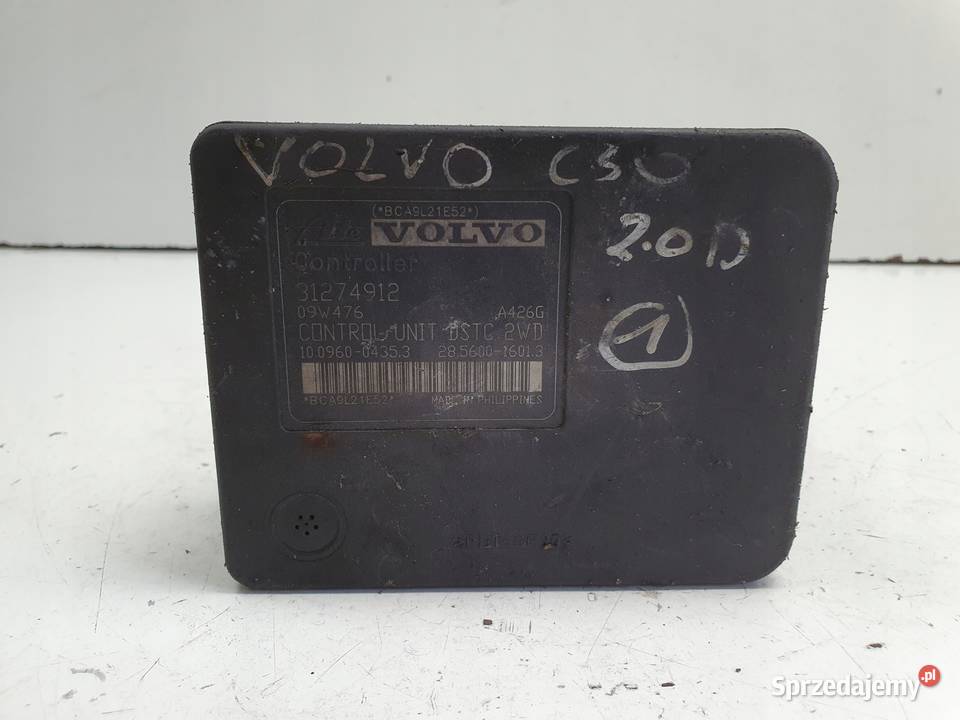 VOLVO C30
2.0D
1
(*BCA9L21E52*)
Ate VOLVO
Controller
31274912
09W476 A426G
CONTROL UNIT DSTC 2WD
10.0960-0435.3 28.5600-1601.3
*BCA9L21E52* MADE IN PHILIPPINES
Sprzedajemy.pl